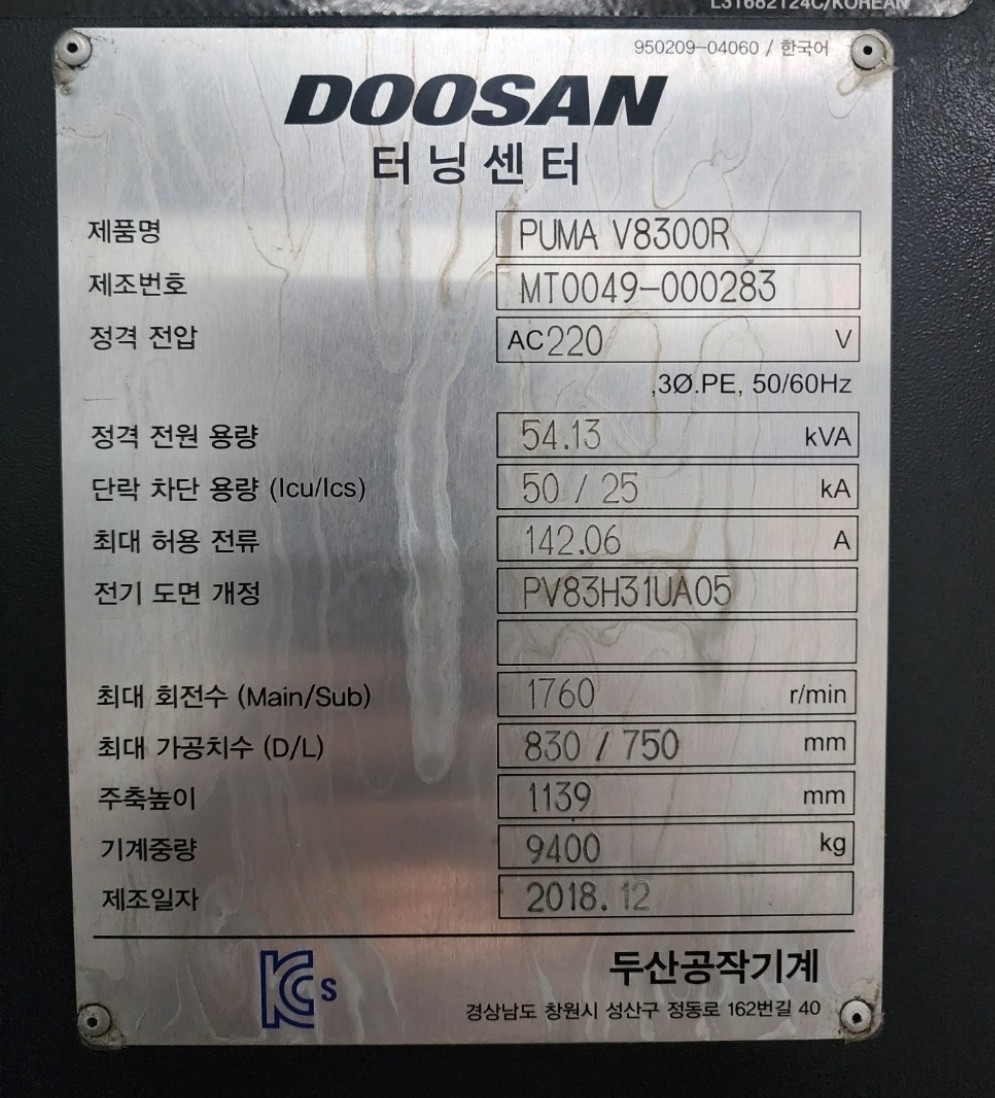 L31682124C/KOREAN
950209-04060 / 한국어
DOOSAN
터닝센터
제품명 PUMA V8300R
제조번호 MT0049-000283
정격 전압 AC220 V
,3Ø.PE, 50/60Hz
정격 전원 용량 54.13 kVA
단락 차단 용량 (Icu/Ics) 50 / 25 kA
최대 허용 전류 142.06 A
전기 도면 개정 PV83H31UA05
최대 회전수 (Main/Sub) 1760 r/min
최대 가공치수 (D/L) 830 / 750 mm
주축높이 1139 mm
기계중량 9400 kg
제조일자 2018.12
KCs 두산공작기계
경상남도 창원시 성산구 정동로 162번길 40